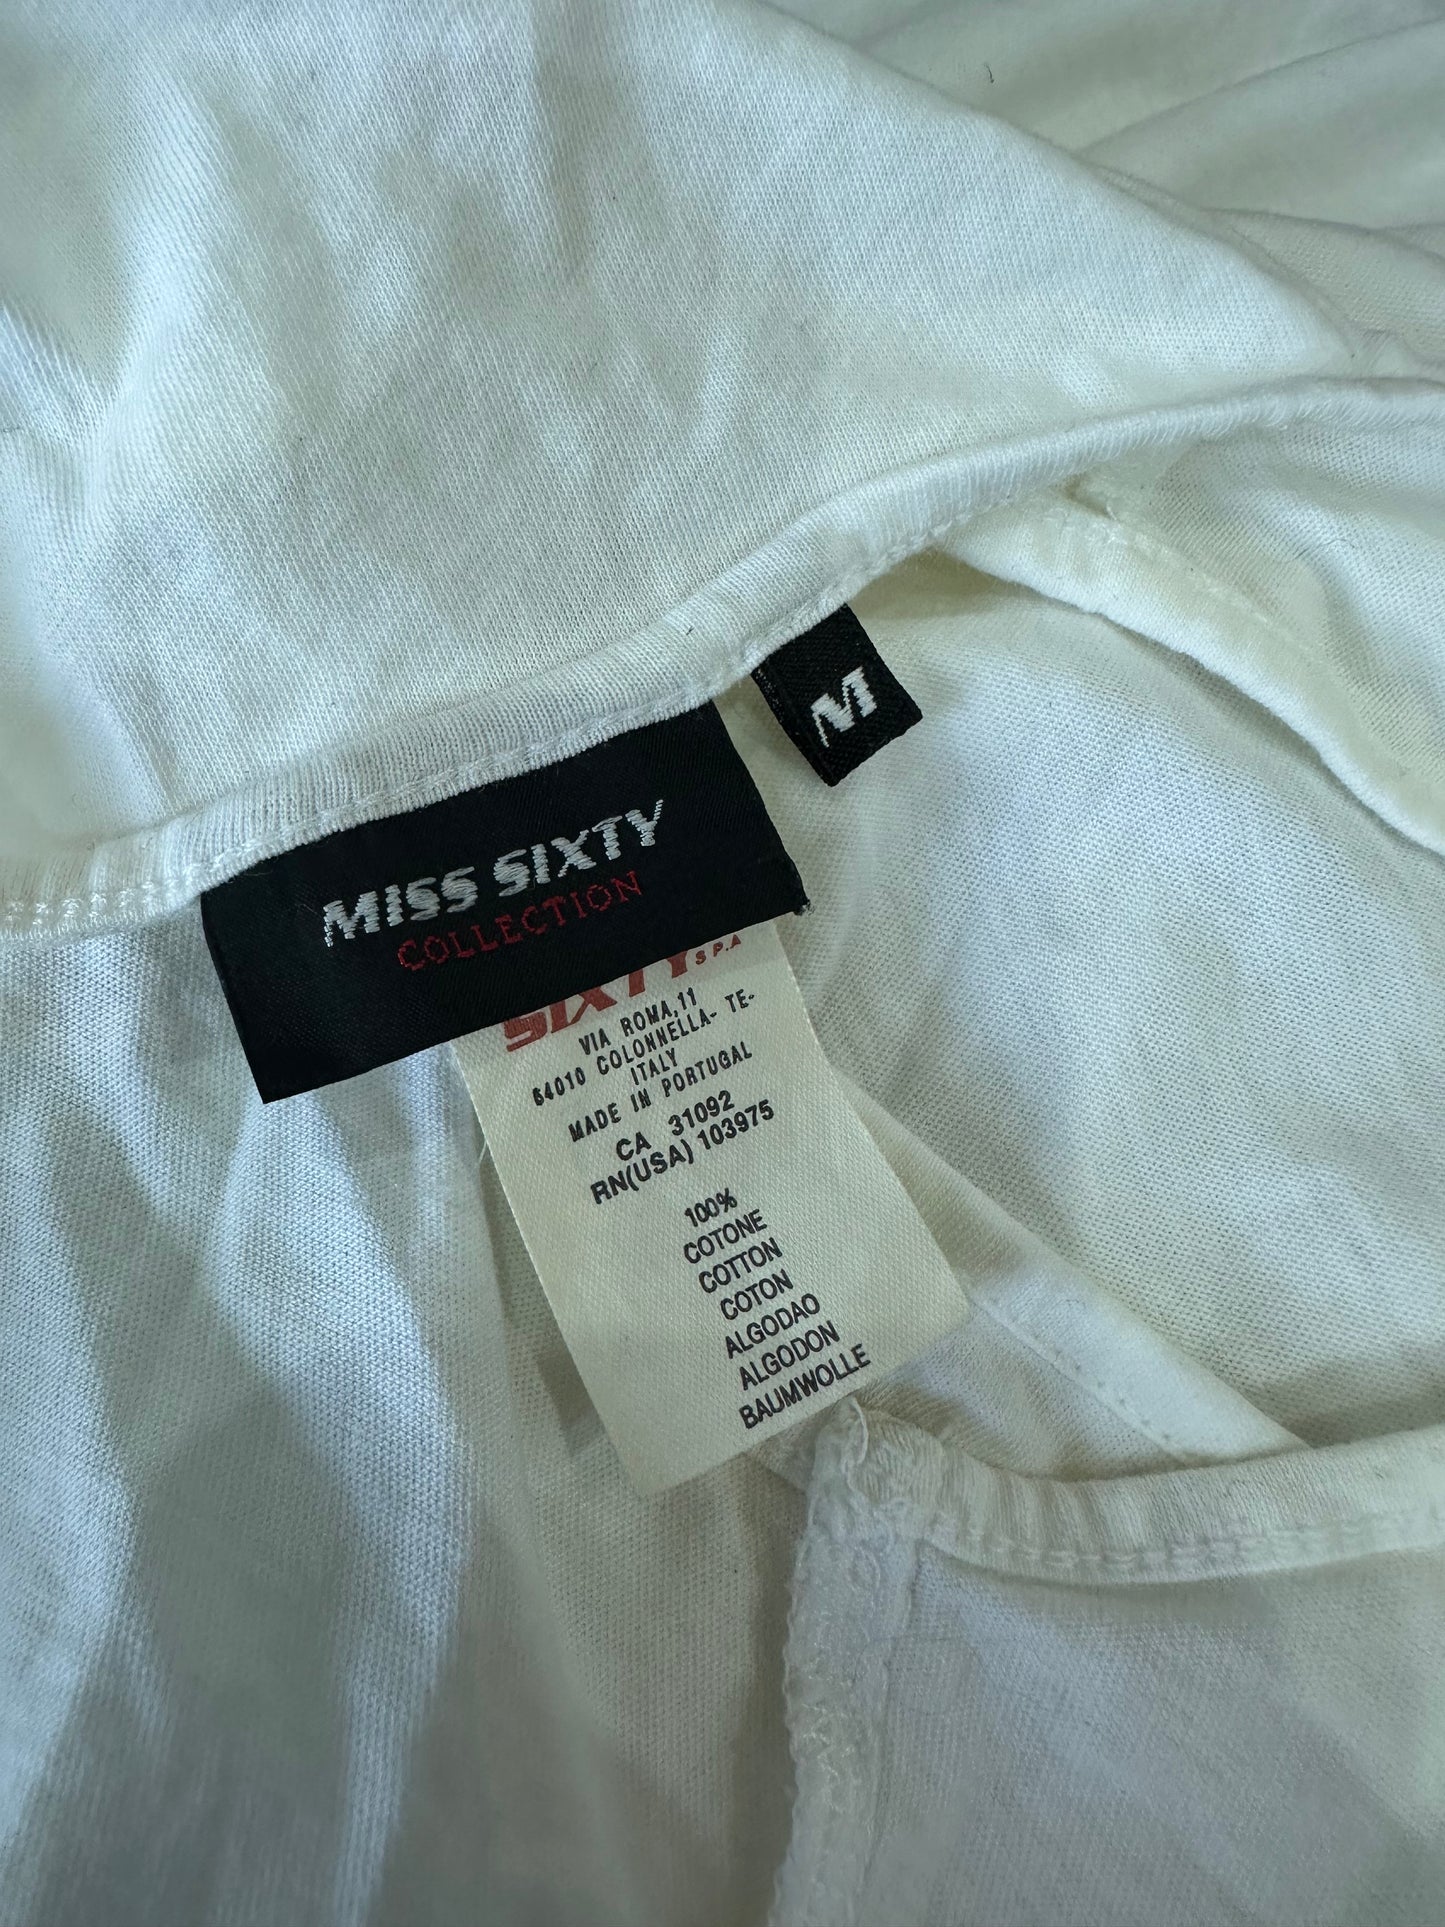 M
MISS SIXTY
COLLECTION
SIXTY S.P.A
VIA ROMA,11
64010 COLONNELLA- TE-
ITALY
MADE IN PORTUGAL
CA 31092
RN(USA) 103975
100%
COTONE
COTTON
COTON
ALGODAO
ALGODON
BAUMWOLLE